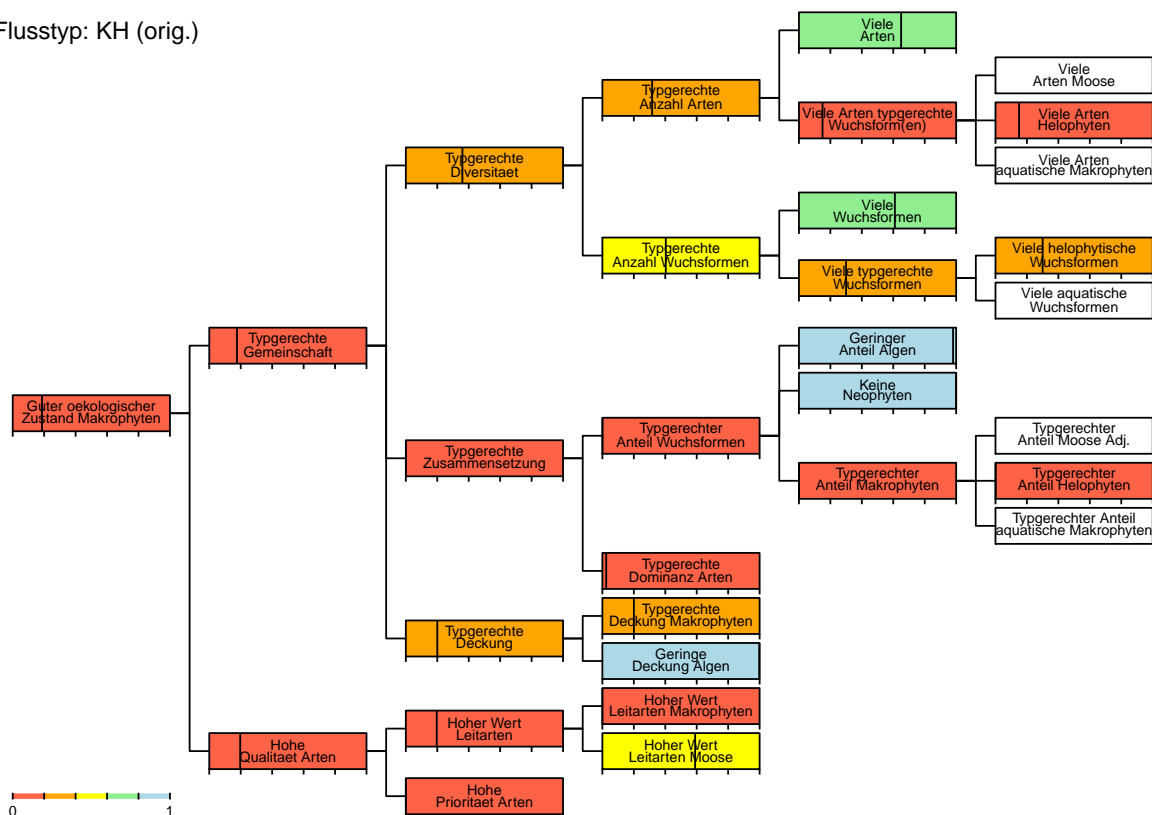 Flusstyp: KH (orig.)
Viele
Arten
Viele
Arten Moose
Typgerechte
Anzahl Arten
Viele Arten typgerechte
Wuchsform(en)
Viele Arten
Helophyten
Typgerechte
Diversitaet
Viele Arten
aquatische Makrophyten
Viele
Wuchsformen
Typgerechte
Anzahl Wuchsformen
Viele helophytische
Wuchsformen
Viele typgerechte
Wuchsformen
Viele aquatische
Wuchsformen
Typgerechte
Gemeinschaft
Geringer
Anteil Algen
Keine
Neophyten
Guter oekologischer
Zustand Makrophyten
Typgerechter
Anteil Wuchsformen
Typgerechter
Anteil Moose Adj.
Typgerechte
Zusammensetzung
Typgerechter
Anteil Makrophyten
Typgerechter
Anteil Helophyten
Typgerechter Anteil
aquatische Makrophyten
Typgerechte
Dominanz Arten
Typgerechte
Deckung Makrophyten
Typgerechte
Deckung
Geringe
Deckung Algen
Hoher Wert
Leitarten Makrophyten
Hoher Wert
Leitarten
Hohe
Qualitaet Arten
Hoher Wert
Leitarten Moose
Hohe
Prioritaet Arten
0 1